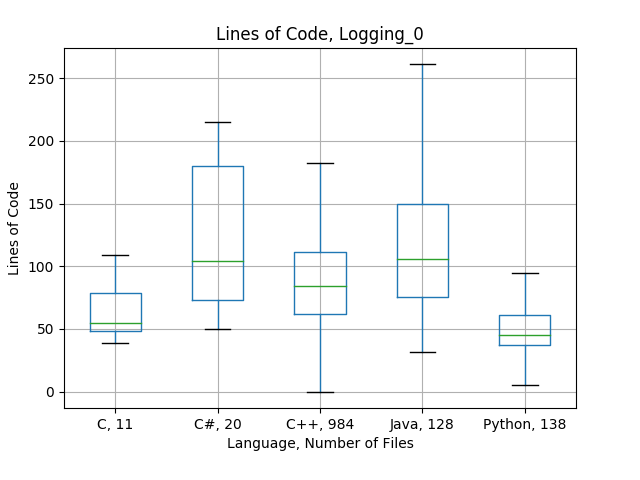 Lines of Code, Logging_0
250
200
150
100
50
0
Lines of Code
C, 11 C#, 20 C++, 984 Java, 128 Python, 138
Language, Number of Files